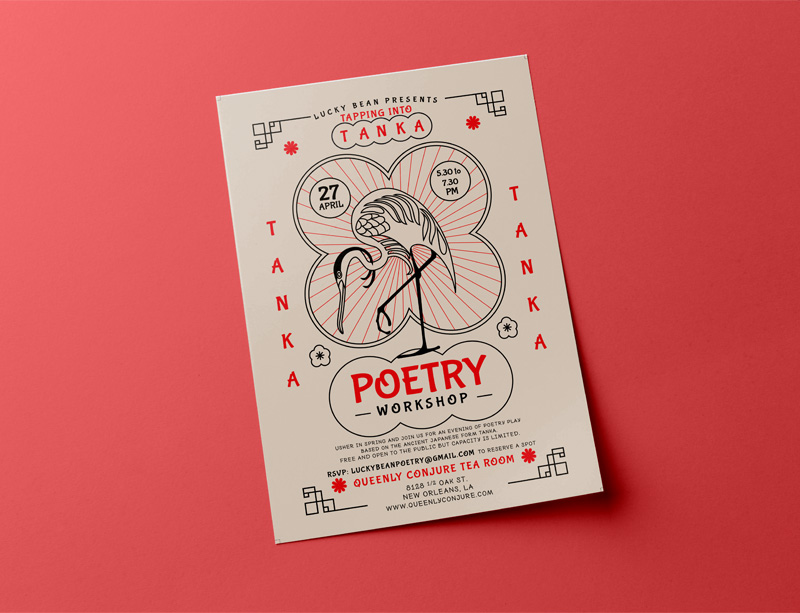 LUCKY BEAN PRESENTS
TAPPING INTO
TANKA
27
APRIL
5.30 to
7.30
PM
TANKA
TANKA
POETRY
WORKSHOP
USHER IN SPRING AND JOIN US FOR AN EVENING OF POETRY PLAY
BASED ON THE ANCIENT JAPANESE FORM TANKA.
FREE AND OPEN TO THE PUBLIC BUT CAPACITY IS LIMITED.
RSVP: LUCKYBEANPOETRY@GMAIL.COM TO RESERVE A SPOT
QUEENLY CONJURE TEA ROOM
8128 1/2 OAK ST.
NEW ORLEANS, LA
WWW.QUEENLYCONJURE.COM